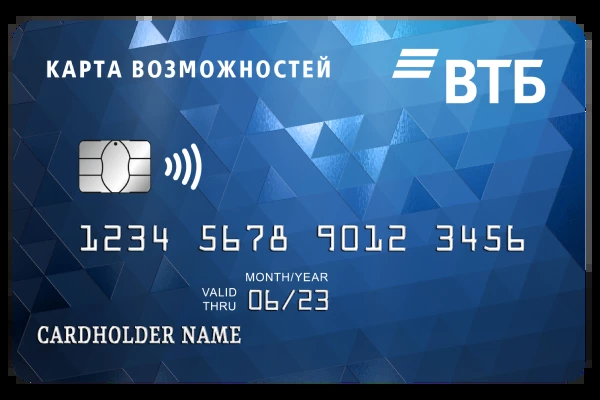 КАРТА ВОЗМОЖНОСТЕЙ
ВТБ
1234 5678 9012 3456
MONTH/YEAR
VALID THRU 06/23
CARDHOLDER NAME